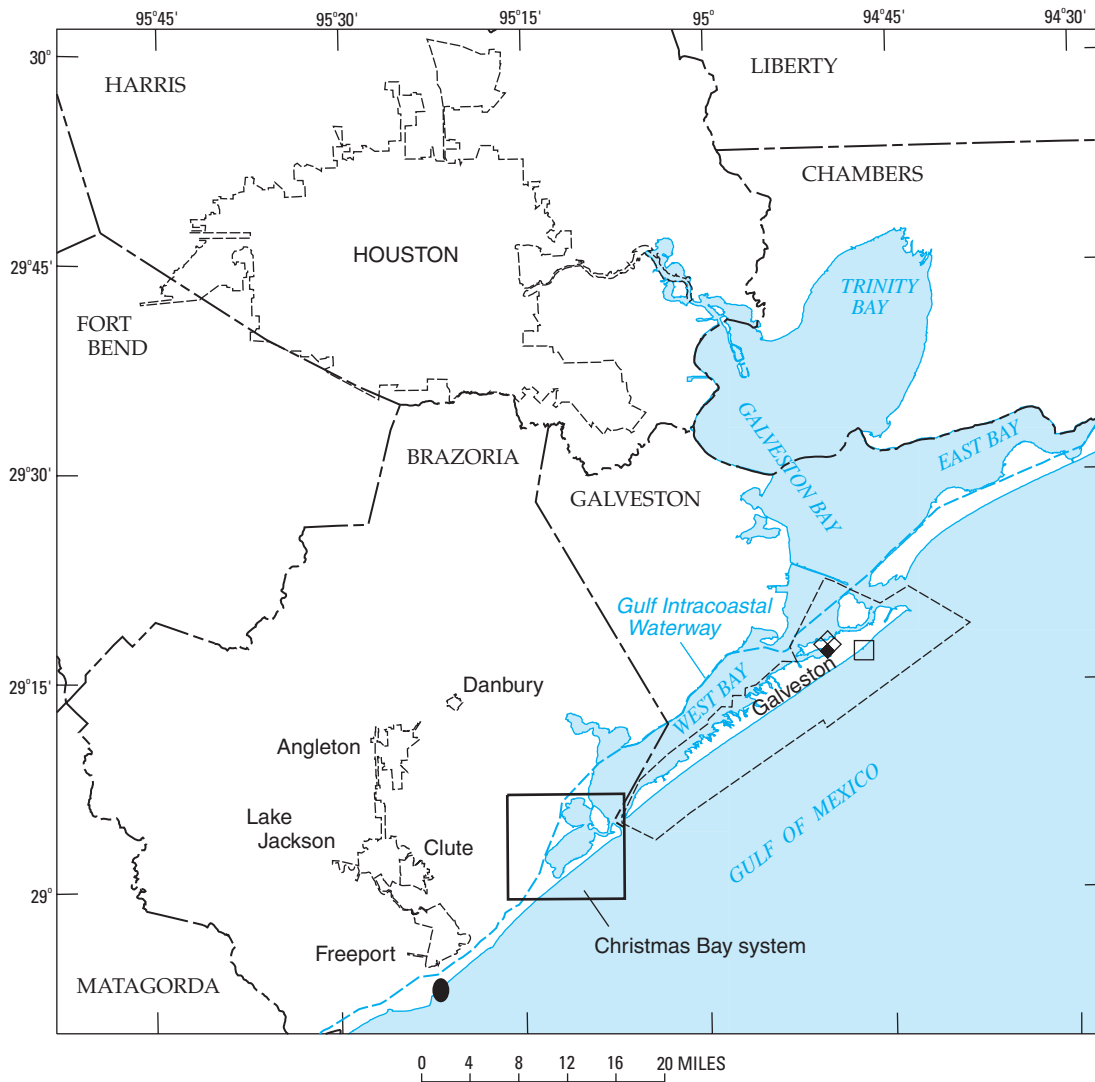 95°45'
95°30'
95°15'
95°
94°45'
94°30'
30°
HARRIS
LIBERTY
CHAMBERS
HOUSTON
29°45'
TRINITY
BAY
FORT
BEND
GALVESTON BAY
EAST BAY
BRAZORIA
29°30'
GALVESTON
Gulf Intracoastal
Waterway
29°15'
Danbury
WEST BAY
Galveston
Angleton
GULF OF MEXICO
Lake
Jackson
Clute
29°
Freeport
Christmas Bay system
MATAGORDA
0 4 8 12 16 20 MILES